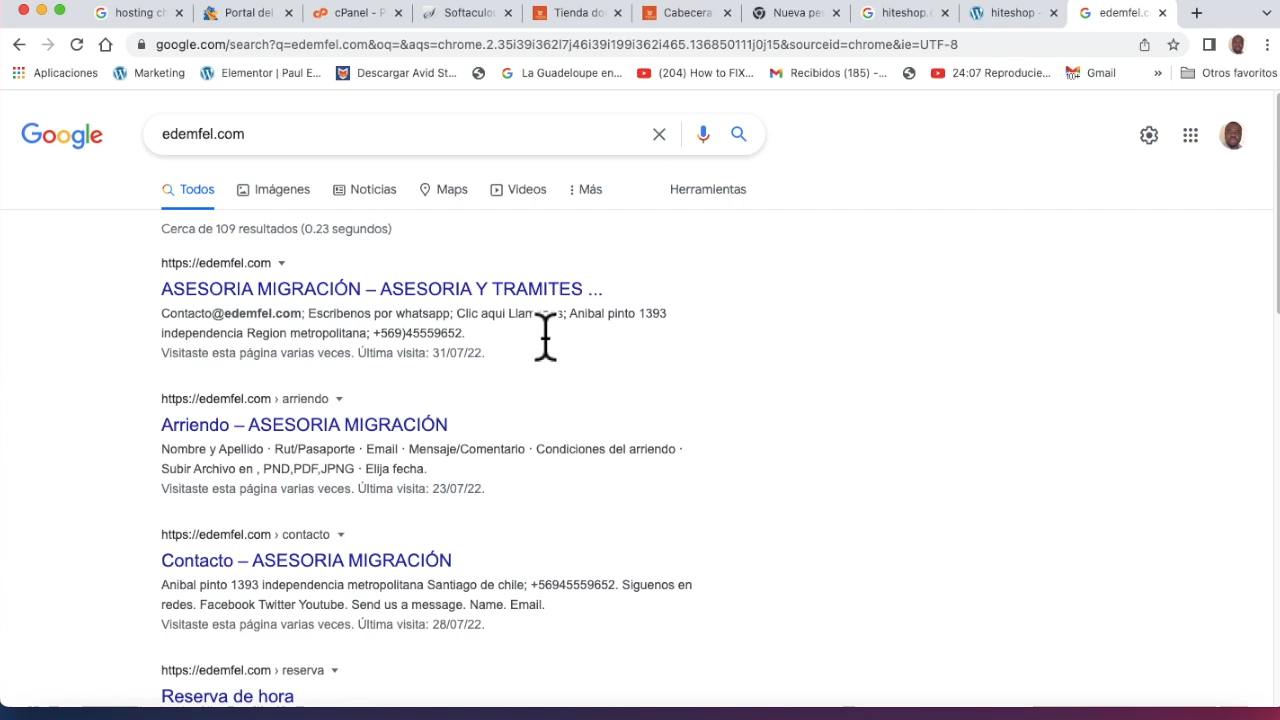 hosting ch
Portal del
cPanel - P
Softaculou
Tienda do
Cabecera
Nueva pes
hiteshop.c
hiteshop –
edemfel.c
google.com/search?q=edemfel.com&oq=&aqs=chrome.2.35i39i362l7j46i39i199i362i465.136850111j0j15&sourceid=chrome&ie=UTF-8
Aplicaciones
Marketing
Elementor | Paul E...
Descargar Avid St...
La Guadeloupe en...
(204) How to FIX...
Recibidos (185) -...
24:07 Reproducie...
Gmail
»
Otros favoritos
Google
edemfel.com
Todos
Imágenes
Noticias
Maps
Videos
Más
Herramientas
Cerca de 109 resultados (0.23 segundos)
https://edemfel.com
ASESORIA MIGRACIÓN – ASESORIA Y TRAMITES ...
Contacto@edemfel.com; Escribenos por whatsapp; Clic aqui; Anibal pinto 1393
independencia Region metropolitana; +569)45559652.
Visitaste esta página varias veces. Última visita: 31/07/22.
https://edemfel.com › arriendo
Arriendo – ASESORIA MIGRACIÓN
Nombre y Apellido · Rut/Pasaporte · Email · Mensaje/Comentario · Condiciones del arriendo ·
Subir Archivo en , PND,PDF,JPNG · Elija fecha.
Visitaste esta página varias veces. Última visita: 23/07/22.
https://edemfel.com › contacto
Contacto – ASESORIA MIGRACIÓN
Anibal pinto 1393 independencia metropolitana Santiago de chile; +56945559652. Siguenos en
redes. Facebook Twitter Youtube. Send us a message. Name. Email.
Visitaste esta página varias veces. Última visita: 28/07/22.
https://edemfel.com › reserva
Reserva de hora